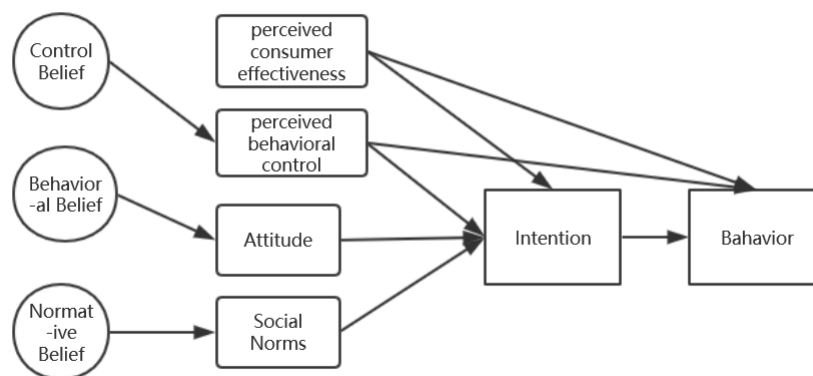 Control
Belief
perceived
consumer
effectiveness
perceived
behavioral
control
Behavior
-al Belief
Attitude
Intention
Bahavior
Normat
-ive
Belief
Social
Norms